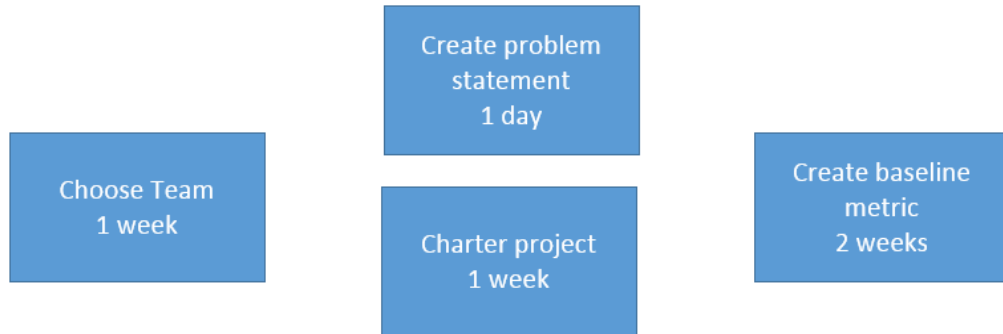 Choose Team
1 week
Create problem
statement
1 day
Charter project
1 week
Create baseline
metric
2 weeks